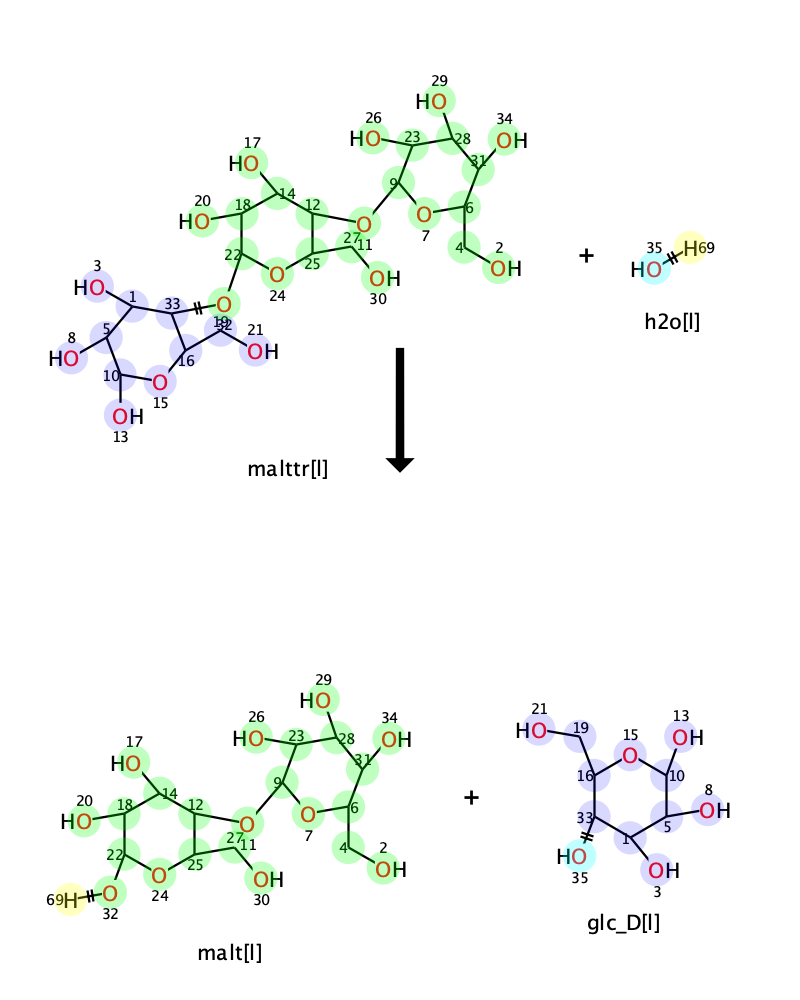 29
HO
26
HO
34
OH
23
28
31
17
HO
9
14
20
HO
18
12
O
O
7
6
27
11
4
2
OH
22
25
O
24
OH
30
+
35
HO
H
69
h2o[l]
3
HO
1
33
O
19
32
21
OH
8
HO
5
16
10
O
15
OH
13
malttr[l]
29
HO
26
HO
34
OH
23
28
31
17
HO
9
14
20
HO
18
12
O
O
7
6
27
11
4
2
OH
22
25
O
24
OH
30
69
H
O
32
malt[l]
+
21
HO
19
15
O
13
OH
16
10
8
OH
33
5
1
HO
35
OH
3
glc_D[l]